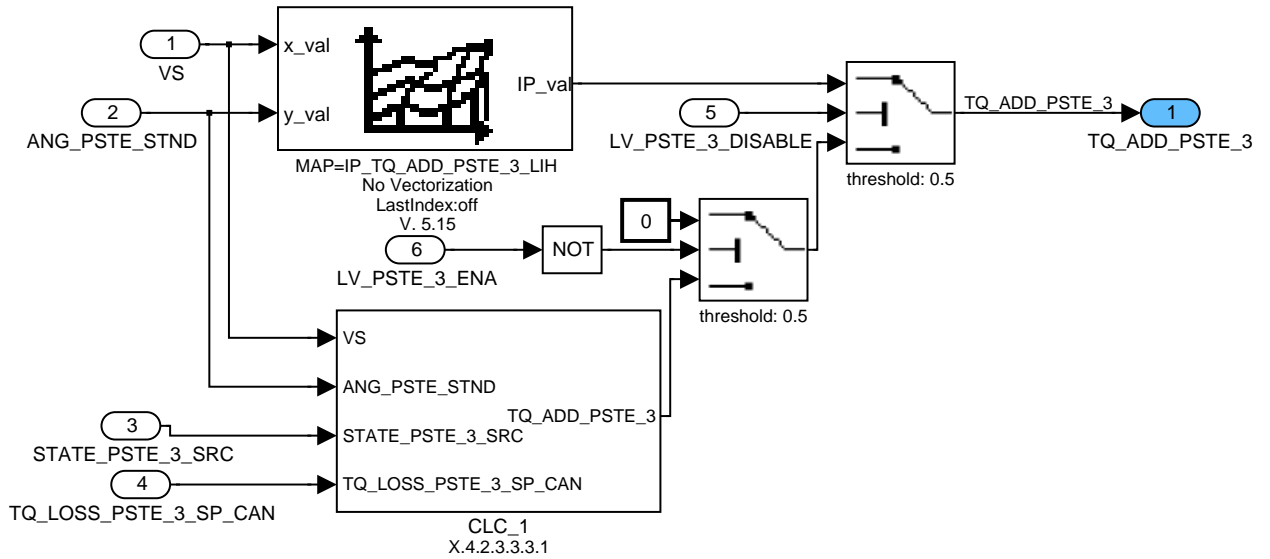 1
VS
x_val
y_val
IP_val
2
ANG_PSTE_STND
MAP=IP_TQ_ADD_PSTE_3_LIH
No Vectorization
LastIndex:off
V. 5.15
5
LV_PSTE_3_DISABLE
threshold: 0.5
TQ_ADD_PSTE_3
1
TQ_ADD_PSTE_3
0
6
LV_PSTE_3_ENA
NOT
threshold: 0.5
VS
ANG_PSTE_STND
TQ_ADD_PSTE_3
STATE_PSTE_3_SRC
TQ_LOSS_PSTE_3_SP_CAN
3
STATE_PSTE_3_SRC
4
TQ_LOSS_PSTE_3_SP_CAN
CLC_1
X.4.2.3.3.3.1